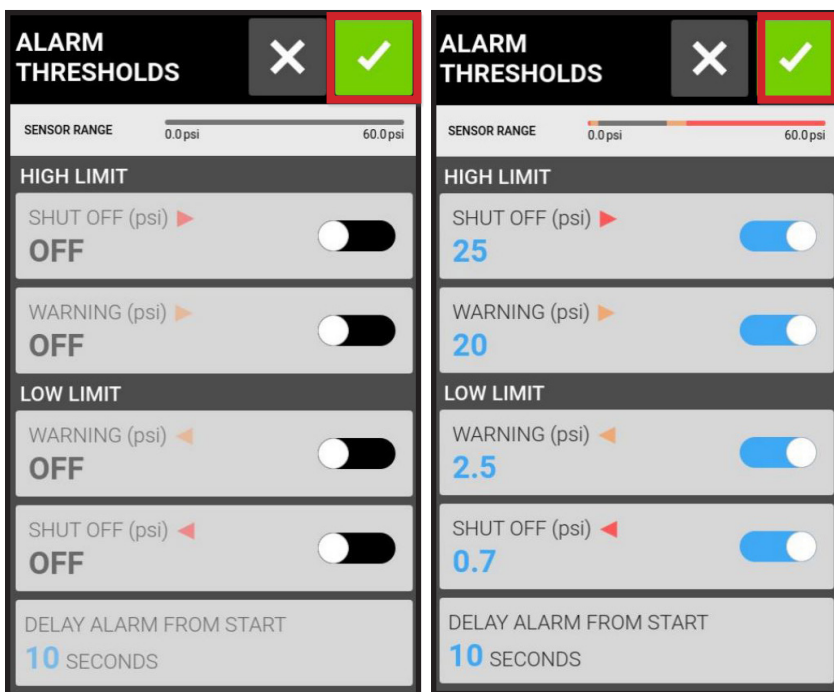 ALARM
THRESHOLDS
SENSOR RANGE
0.0 psi
60.0 psi
HIGH LIMIT
SHUT OFF (psi)
OFF
WARNING (psi)
OFF
LOW LIMIT
WARNING (psi)
OFF
SHUT OFF (psi)
OFF
DELAY ALARM FROM START
10 SECONDS
ALARM
THRESHOLDS
SENSOR RANGE
0.0 psi
60.0 psi
HIGH LIMIT
SHUT OFF (psi)
25
WARNING (psi)
20
LOW LIMIT
WARNING (psi)
2.5
SHUT OFF (psi)
0.7
DELAY ALARM FROM START
10 SECONDS